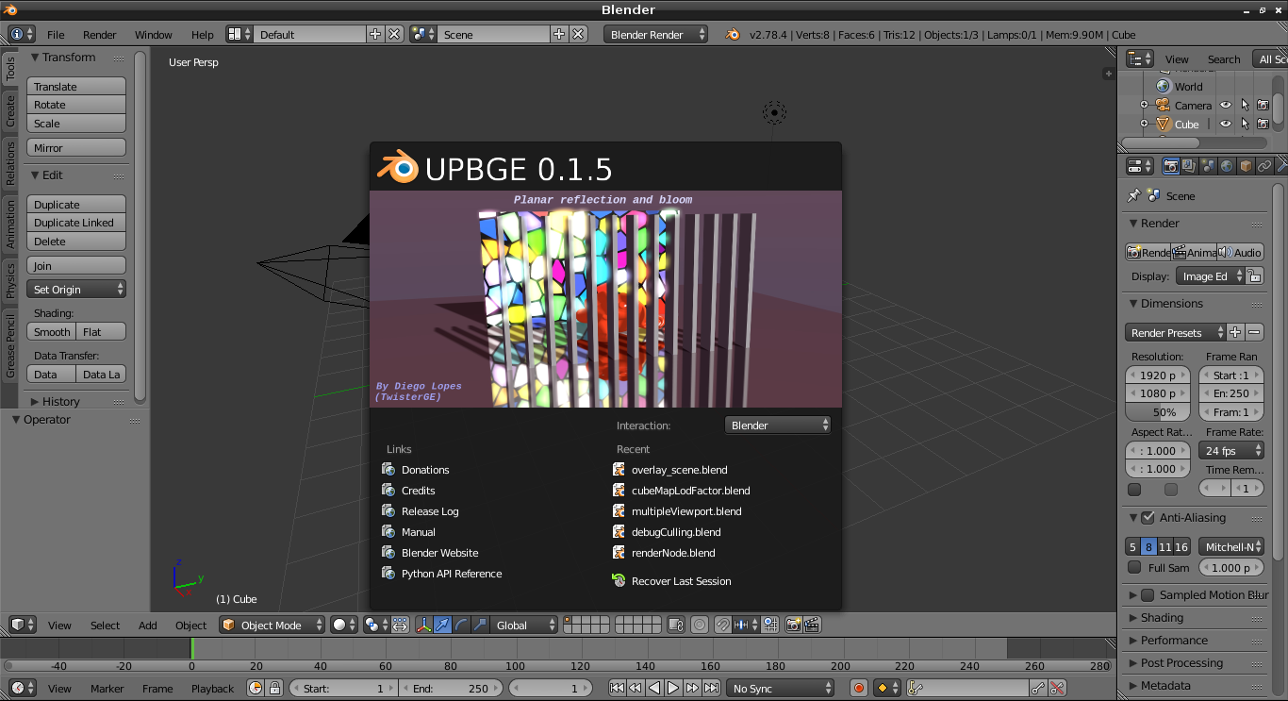 Blender
File Render Window Help Default Scene Blender Render v2.78.4 | Verts:8 | Faces:6 | Tris:12 | Objects:1/3 | Lamps:0/1 | Mem:9.90M | Cube
Tools
Create
Relations
Animation
Physics
Grease Pencil
Transform
Translate
Rotate
Scale
Mirror
Edit
Duplicate
Duplicate Linked
Delete
Join
Set Origin
Shading:
Smooth Flat
Data Transfer:
Data Data La
History
Operator
User Persp
UPBGE 0.1.5
Planar reflection and bloom
By Diego Lopes
(TwisterGE)
Interaction: Blender
Links
Donations
Credits
Release Log
Manual
Blender Website
Python API Reference
Recent
overlay_scene.blend
cubeMapLodFactor.blend
multipleViewport.blend
debugCulling.blend
renderNode.blend
Recover Last Session
z
y
x
(1) Cube
View Search All Sc
World
Camera
Cube |
Scene
Render
Rende Anima Audio
Display: Image Ed
Dimensions
Render Presets
Resolution: Frame Ran
1920 p Start :1
1080 p En: 250
50% Fram: 1
Aspect Rat... Frame Rate:
: 1.000 24 fps
: 1.000 Time Rem...
1
Anti-Aliasing
5 8 11 16 Mitchell-N
Full Sam 1.000 p
Sampled Motion Blur
Shading
Performance
Post Processing
Metadata
View Select Add Object Object Mode Global
-40 -20 0 20 40 60 80 100 120 140 160 180 200 220 240 260 280
View Marker Frame Playback Start: 1 End: 250 1 No Sync